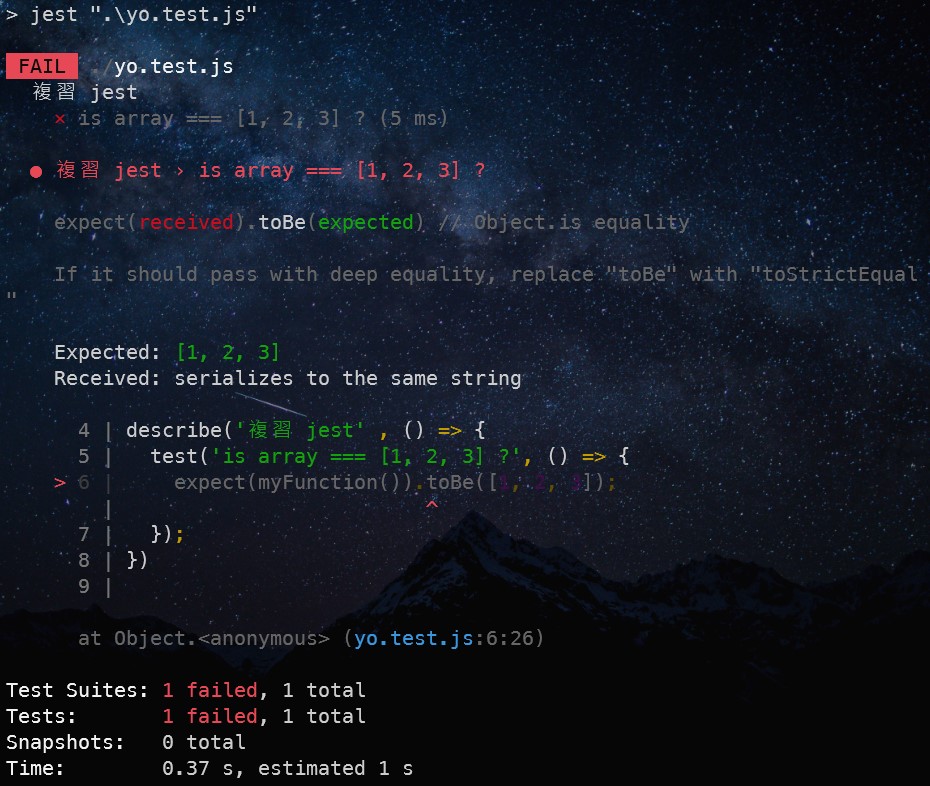 > jest ".\yo.test.js"
FAIL ./yo.test.js
複習 jest
× is array === [1, 2, 3] ? (5 ms)
● 複習 jest › is array === [1, 2, 3] ?
expect(received).toBe(expected) // Object.is equality
If it should pass with deep equality, replace "toBe" with "toStrictEqual
"
Expected: [1, 2, 3]
Received: serializes to the same string
4 | describe('複習 jest' , () => {
5 |   test('is array === [1, 2, 3] ?', () => {
> 6 |     expect(myFunction()).toBe([1, 2, 3]);
|                          ^
7 |   });
8 | })
9 |
at Object.<anonymous> (yo.test.js:6:26)
Test Suites: 1 failed, 1 total
Tests:       1 failed, 1 total
Snapshots:   0 total
Time:        0.37 s, estimated 1 s